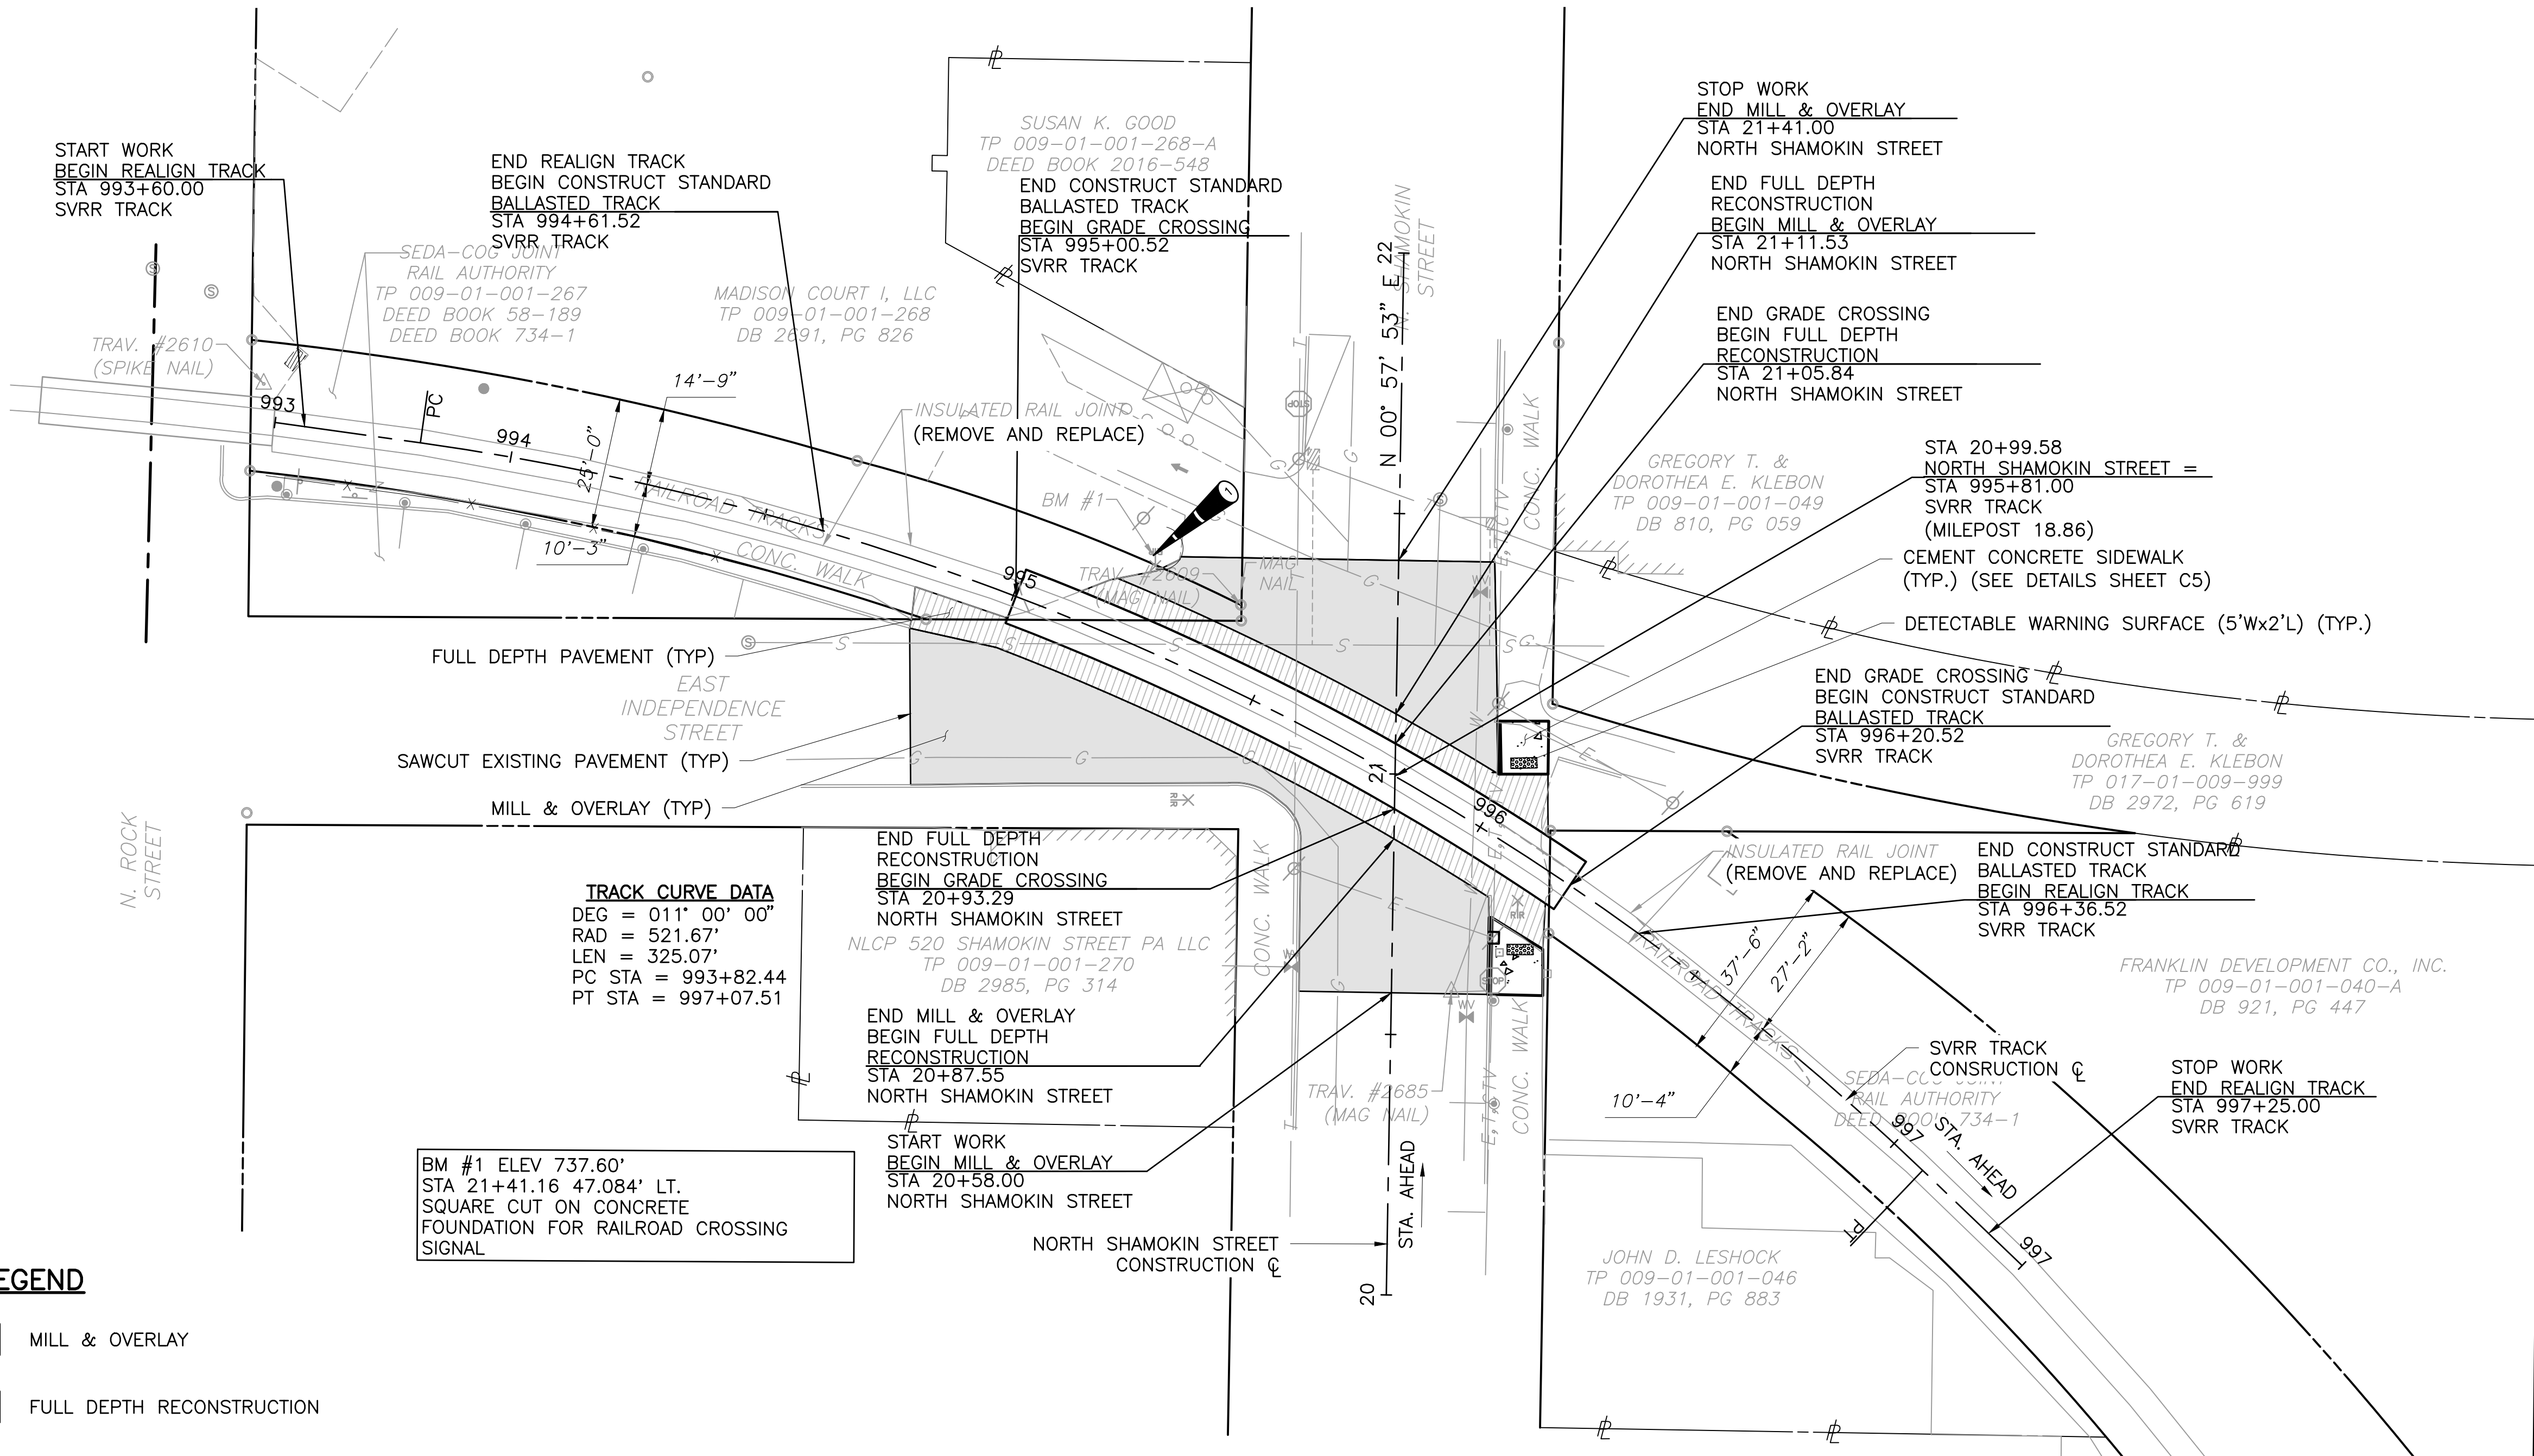 START WORK
BEGIN REALIGN TRACK
STA 993+60.00
SVRR TRACK
END REALIGN TRACK
BEGIN CONSTRUCT STANDARD
BALLASTED TRACK
STA 994+61.52
SVRR TRACK
SUSAN K. GOOD
TP 009-01-001-268-A
DEED BOOK 2016-548
END CONSTRUCT STANDARD
BALLASTED TRACK
BEGIN GRADE CROSSING
STA 995+00.52
SVRR TRACK
STOP WORK
END MILL & OVERLAY
STA 21+41.00
NORTH SHAMOKIN STREET
END FULL DEPTH
RECONSTRUCTION
BEGIN MILL & OVERLAY
STA 21+11.53
NORTH SHAMOKIN STREET
END GRADE CROSSING
BEGIN FULL DEPTH
RECONSTRUCTION
STA 21+05.84
NORTH SHAMOKIN STREET
N. SHAMOKIN
STREET
N 00° 57' 53" E
22
SEDA-COG JOINT
RAIL AUTHORITY
TP 009-01-001-267
DEED BOOK 58-189
DEED BOOK 734-1
MADISON COURT I, LLC
TP 009-01-001-268
DB 2691, PG 826
TRAV. #2610
(SPIKE NAIL)
993
PC
994
14'-9"
25'-0"
10'-3"
RAILROAD TRACKS
CONC. WALK
INSULATED RAIL JOINT
(REMOVE AND REPLACE)
BM #1
1
STOP
CONC. WALK
E,T,CTV
GREGORY T. &
DOROTHEA E. KLEBON
TP 009-01-001-049
DB 810, PG 059
STA 20+99.58
NORTH SHAMOKIN STREET =
STA 995+81.00
SVRR TRACK
(MILEPOST 18.86)
CEMENT CONCRETE SIDEWALK
(TYP.) (SEE DETAILS SHEET C5)
DETECTABLE WARNING SURFACE (5'Wx2'L) (TYP.)
995
TRAV. #2609
(MAG NAIL)
MAG
NAIL
FULL DEPTH PAVEMENT (TYP)
EAST
INDEPENDENCE
STREET
SAWCUT EXISTING PAVEMENT (TYP)
MILL & OVERLAY (TYP)
21
996
END GRADE CROSSING
BEGIN CONSTRUCT STANDARD
BALLASTED TRACK
STA 996+20.52
SVRR TRACK
GREGORY T. &
DOROTHEA E. KLEBON
TP 017-01-009-999
DB 2972, PG 619
N. ROCK
STREET
TRACK CURVE DATA
DEG = 011° 00' 00"
RAD = 521.67'
LEN = 325.07'
PC STA = 993+82.44
PT STA = 997+07.51
END FULL DEPTH
RECONSTRUCTION
BEGIN GRADE CROSSING
STA 20+93.29
NORTH SHAMOKIN STREET
NLCP 520 SHAMOKIN STREET PA LLC
TP 009-01-001-270
DB 2985, PG 314
CONC. WALK
INSULATED RAIL JOINT
(REMOVE AND REPLACE)
END CONSTRUCT STANDARD
BALLASTED TRACK
BEGIN REALIGN TRACK
STA 996+36.52
SVRR TRACK
37'-6"
27'-2"
10'-4"
RAILROAD TRACKS
FRANKLIN DEVELOPMENT CO., INC.
TP 009-01-001-040-A
DB 921, PG 447
END MILL & OVERLAY
BEGIN FULL DEPTH
RECONSTRUCTION
STA 20+87.55
NORTH SHAMOKIN STREET
TRAV. #2685
(MAG NAIL)
WV
E,T,CTV
CONC. WALK
SVRR TRACK
CONSRUCTION ℄
SEDA-COG JOINT
RAIL AUTHORITY
DEED BOOK 734-1
STOP WORK
END REALIGN TRACK
STA 997+25.00
SVRR TRACK
997
STA. AHEAD
PT
997
BM #1 ELEV 737.60'
STA 21+41.16 47.084' LT.
SQUARE CUT ON CONCRETE
FOUNDATION FOR RAILROAD CROSSING
SIGNAL
START WORK
BEGIN MILL & OVERLAY
STA 20+58.00
NORTH SHAMOKIN STREET
NORTH SHAMOKIN STREET
CONSTRUCTION ℄
STA. AHEAD
20
JOHN D. LESHOCK
TP 009-01-001-046
DB 1931, PG 883
EGEND
MILL & OVERLAY
FULL DEPTH RECONSTRUCTION